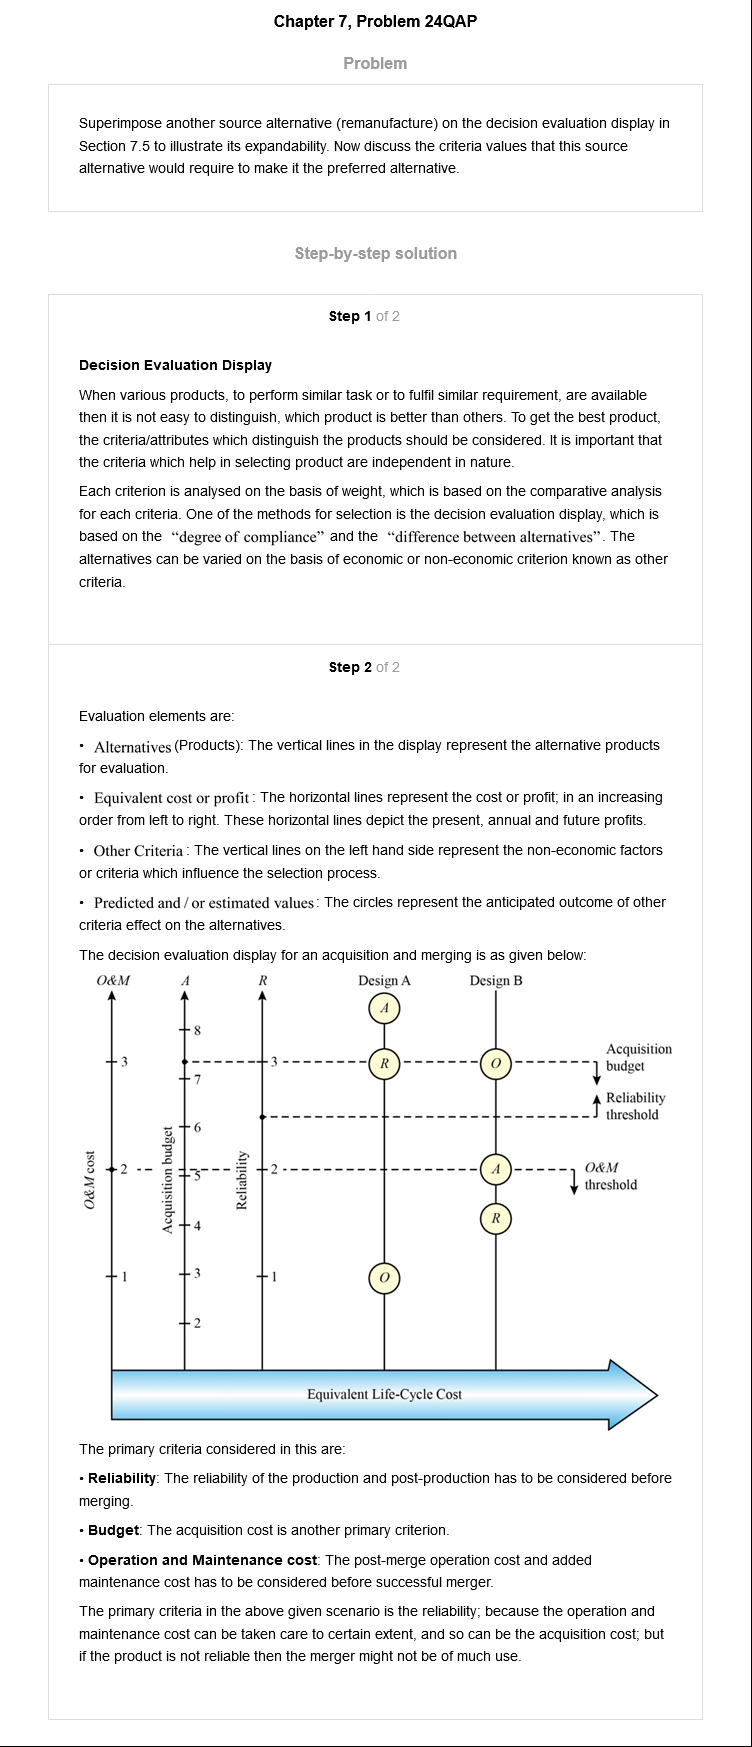 Chapter 7, Problem 24QAP
Problem
Superimpose another source alternative (remanufacture) on the decision evaluation display in
Section 7.5 to illustrate its expandability. Now discuss the criteria values that this source
alternative would require to make it the preferred alternative.
Step-by-step solution
Step 1 of 2
Decision Evaluation Display
When various products, to perform similar task or to fulfil similar requirement, are available
then it is not easy to distinguish, which product is better than others. To get the best product,
the criteria/attributes which distinguish the products should be considered. It is important that
the criteria which help in selecting product are independent in nature.
Each criterion is analysed on the basis of weight, which is based on the comparative analysis
for each criteria. One of the methods for selection is the decision evaluation display, which is
based on the “degree of compliance” and the “difference between alternatives”. The
alternatives can be varied on the basis of economic or non-economic criterion known as other
criteria.
Step 2 of 2
Evaluation elements are:
• Alternatives (Products): The vertical lines in the display represent the alternative products
for evaluation.
• Equivalent cost or profit : The horizontal lines represent the cost or profit; in an increasing
order from left to right. These horizontal lines depict the present, annual and future profits.
• Other Criteria : The vertical lines on the left hand side represent the non-economic factors
or criteria which influence the selection process.
• Predicted and / or estimated values : The circles represent the anticipated outcome of other
criteria effect on the alternatives.
The decision evaluation display for an acquisition and merging is as given below:
O&M A R Design A Design B
A
8
Acquisition
3 3 R O budget
7
Reliability
threshold
6
O&M cost
Acquisition budget
Reliability
2 5 2 A O&M
threshold
4 R
1 3 1 O
2
Equivalent Life-Cycle Cost
The primary criteria considered in this are:
• Reliability: The reliability of the production and post-production has to be considered before
merging.
• Budget: The acquisition cost is another primary criterion.
• Operation and Maintenance cost: The post-merge operation cost and added
maintenance cost has to be considered before successful merger.
The primary criteria in the above given scenario is the reliability; because the operation and
maintenance cost can be taken care to certain extent, and so can be the acquisition cost; but
if the product is not reliable then the merger might not be of much use.